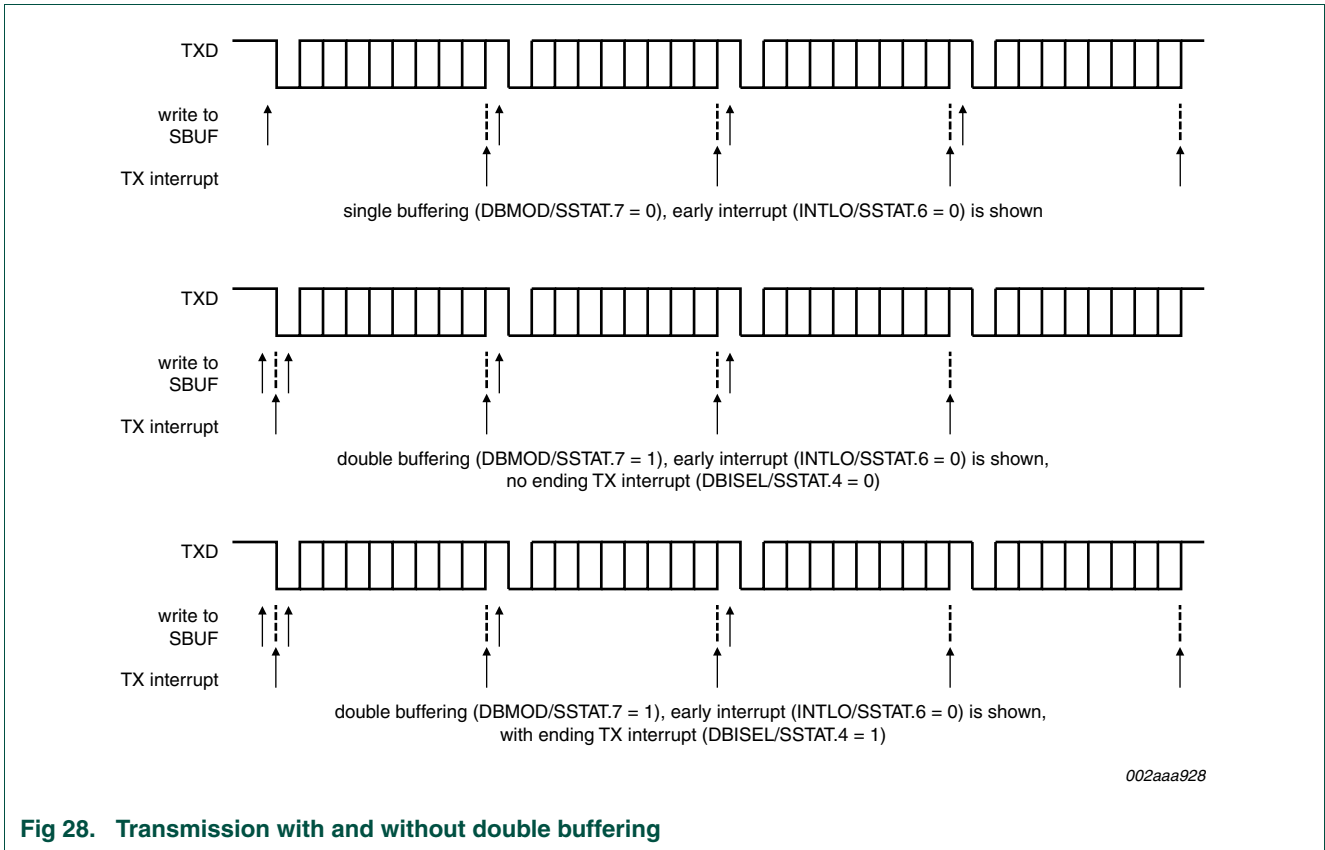 TXD
write to
SBUF
TX interrupt
single buffering (DBMOD/SSTAT.7 = 0), early interrupt (INTLO/SSTAT.6 = 0) is shown
TXD
write to
SBUF
TX interrupt
double buffering (DBMOD/SSTAT.7 = 1), early interrupt (INTLO/SSTAT.6 = 0) is shown,
no ending TX interrupt (DBISEL/SSTAT.4 = 0)
TXD
write to
SBUF
TX interrupt
double buffering (DBMOD/SSTAT.7 = 1), early interrupt (INTLO/SSTAT.6 = 0) is shown,
with ending TX interrupt (DBISEL/SSTAT.4 = 1)
002aaa928
Fig 28. Transmission with and without double buffering